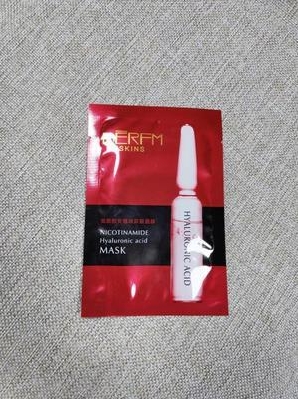 ERFM
SKINS
NICOTINAMIDE
Hyaluronic acid
MASK
HYALURONIC ACID